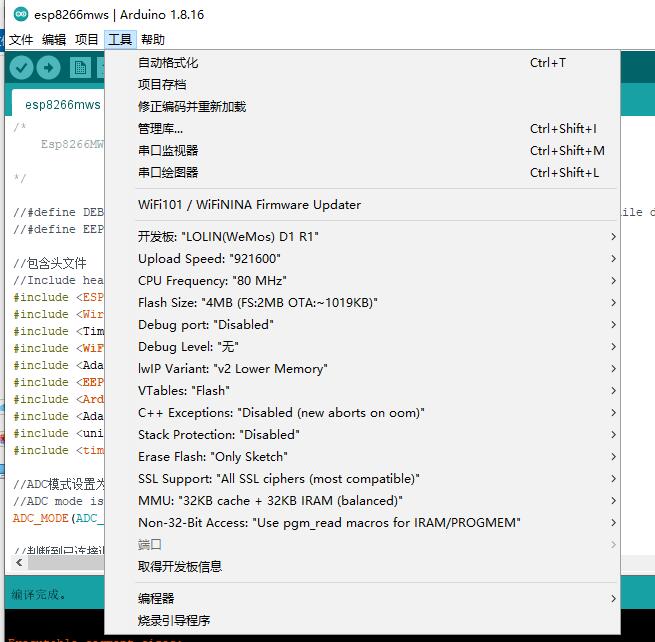 esp8266mws | Arduino 1.8.16
文件 编辑 项目 工具 帮助
自动格式化 Ctrl+T
项目存档
修正编码并重新加载
管理库... Ctrl+Shift+I
串口监视器 Ctrl+Shift+M
串口绘图器 Ctrl+Shift+L
WiFi101 / WiFiNINA Firmware Updater
开发板: "LOLIN(WeMos) D1 R1"
Upload Speed: "921600"
CPU Frequency: "80 MHz"
Flash Size: "4MB (FS:2MB OTA:~1019KB)"
Debug port: "Disabled"
Debug Level: "无"
lwIP Variant: "v2 Lower Memory"
VTables: "Flash"
C++ Exceptions: "Disabled (new aborts on oom)"
Stack Protection: "Disabled"
Erase Flash: "Only Sketch"
SSL Support: "All SSL ciphers (most compatible)"
MMU: "32KB cache + 32KB IRAM (balanced)"
Non-32-Bit Access: "Use pgm_read macros for IRAM/PROGMEM"
端口
取得开发板信息
编程器
烧录引导程序
esp8266mws
/*
Esp8266MW
*/
//#define DEB
//#define EEP
//包含头文件
//Include hea
#include <ESP
#include <Wir
#include <Tim
#include <WiF
#include <Ada
#include <EEP
#include <Ard
#include <Ada
#include <uni
#include <tim
//ADC模式设置为
//ADC mode is
ADC_MODE(ADC_
//判断到已连接
编译完成。